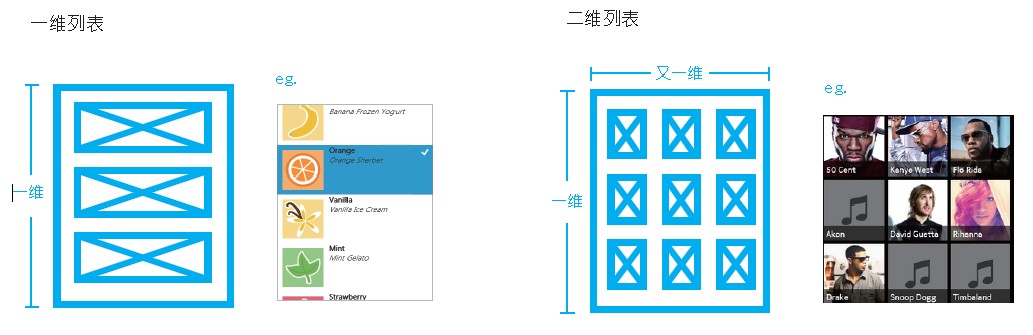 一维列表
一维
eg.
Banana Frozen Yogurt
Orange
Orange Sherbet
Vanilla
Vanilla Ice Cream
Mint
Mint Gelato
Strawberry
二维列表
又一维
一维
eg.
50 Cent
Kanye West
Flo Rida
Akon
David Guetta
Rihanna
Drake
Snoop Dogg
Timbaland